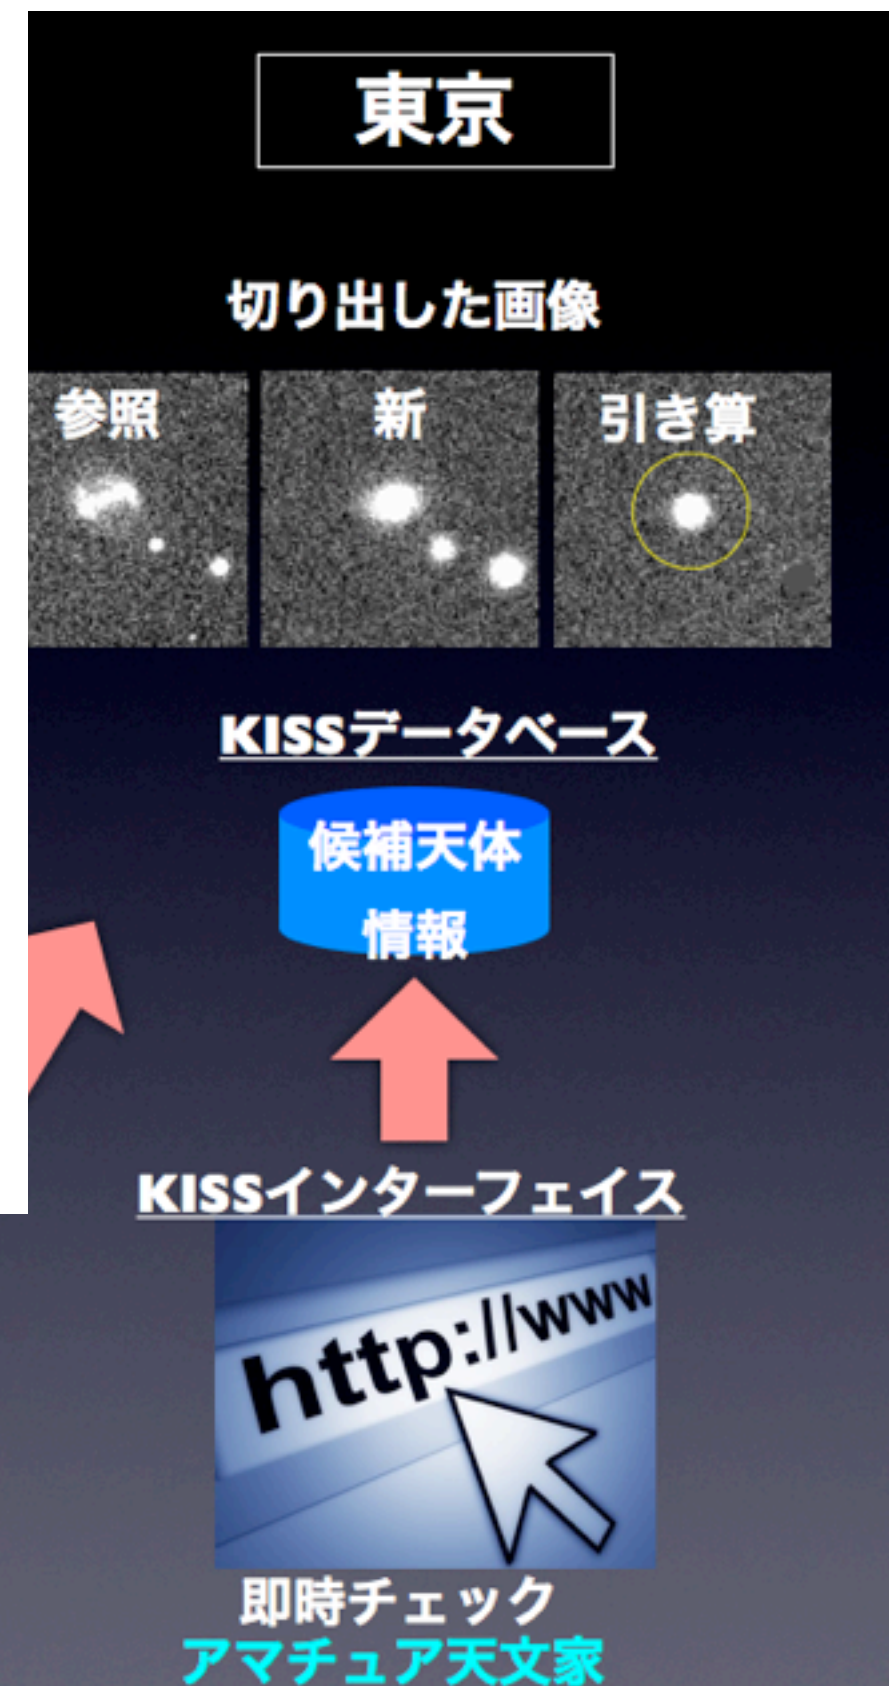 東京
切り出した画像
参照
新
引き算
KISSデータベース
候補天体
情報
KISSインターフェイス
http://www
即時チェック
アマチュア天文家